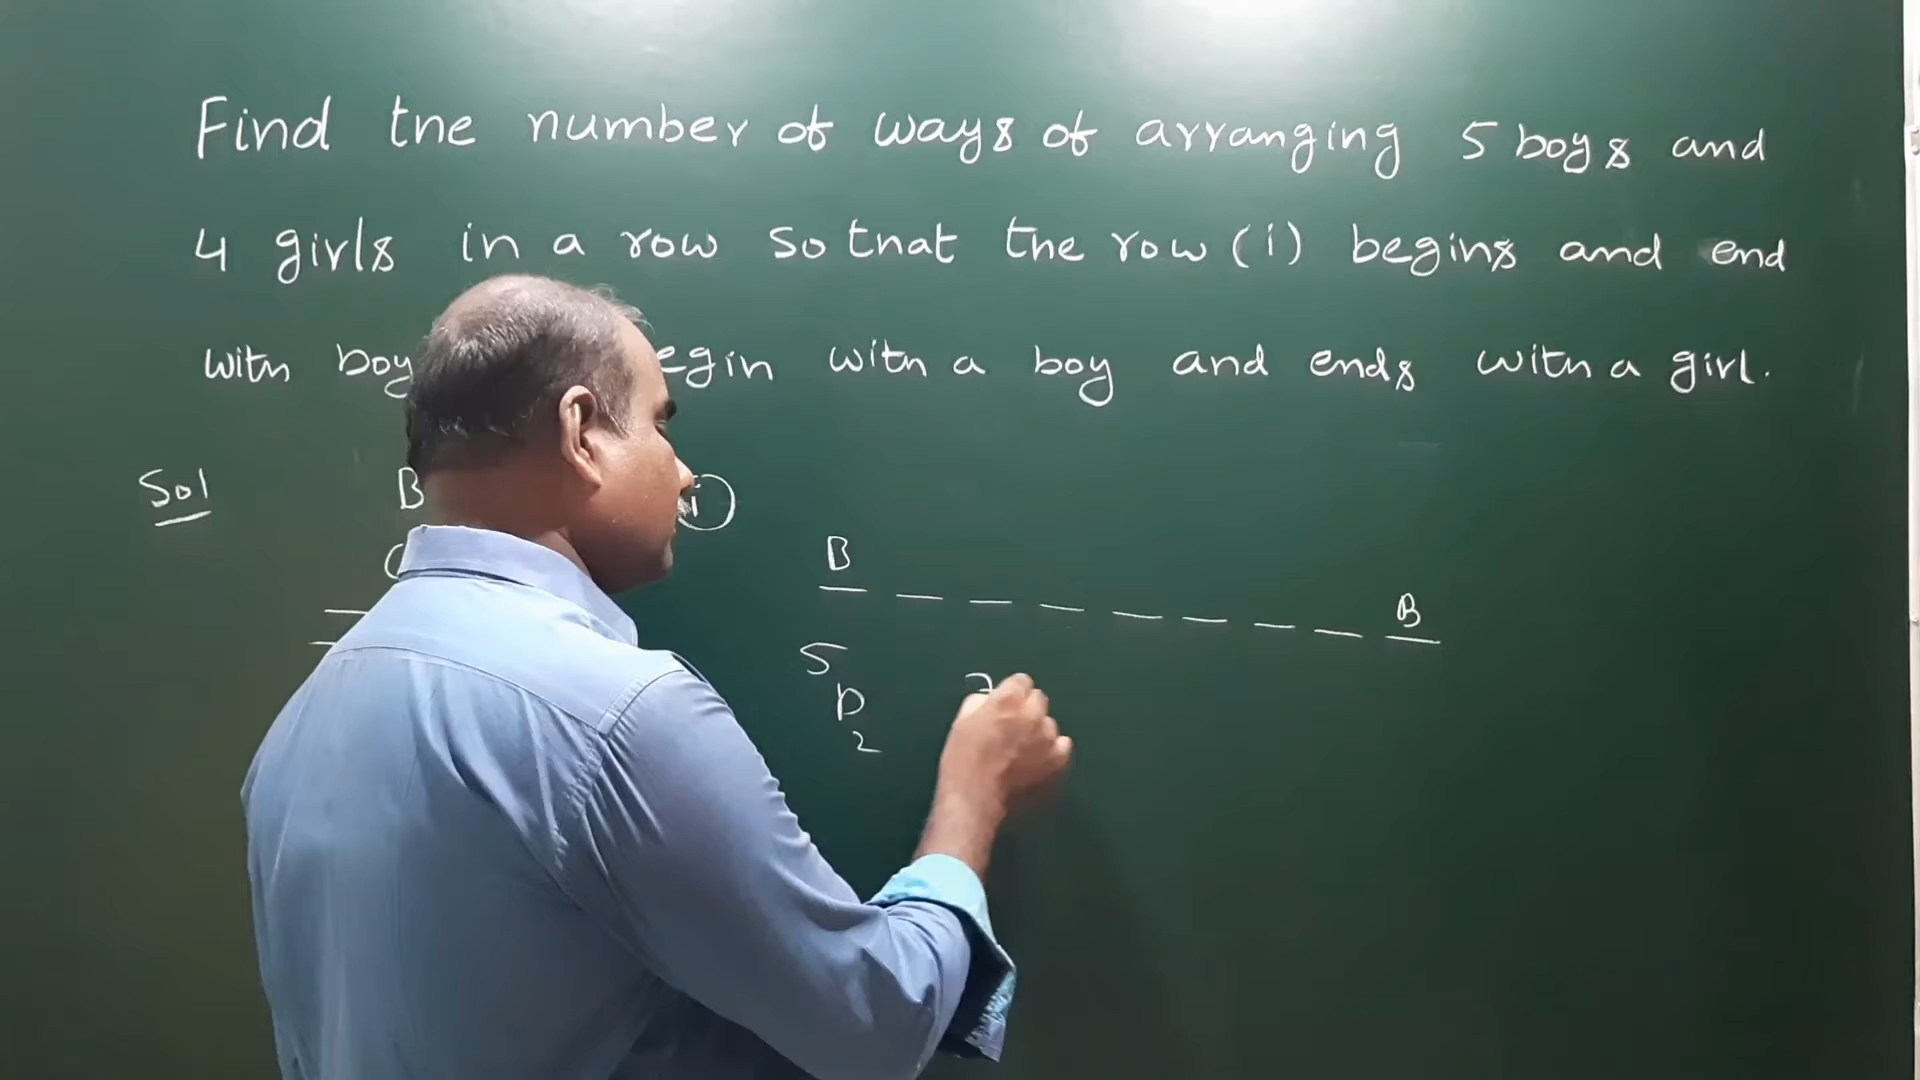 Find the number of ways of arranging 5 boys and
4 girls in a row so that the row (i) begins and end
with boy egin with a boy and ends with a girl.
Sol B i
B B
5
P 7
2